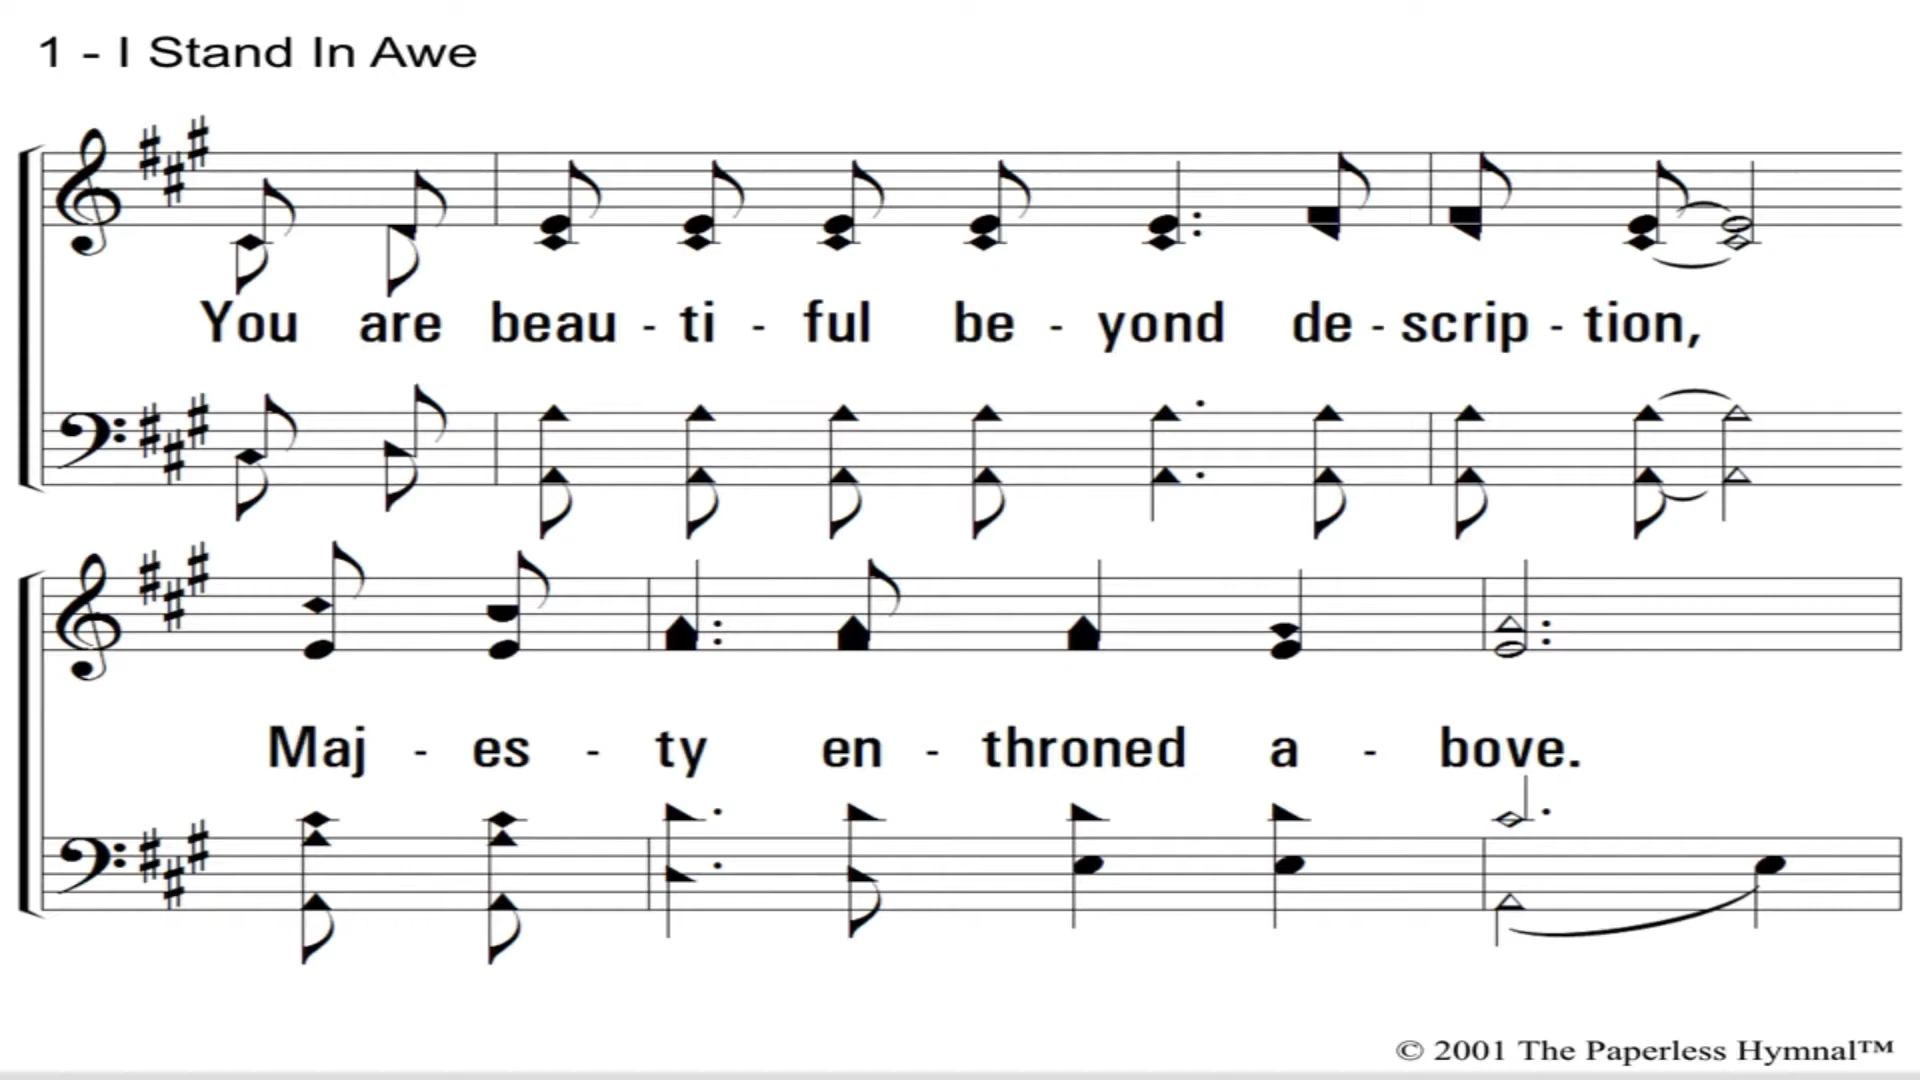 1 - I Stand In Awe
You are beau - ti - ful be - yond de - scrip - tion,
Maj - es - ty en - throned a - bove.
© 2001 The Paperless Hymnal™